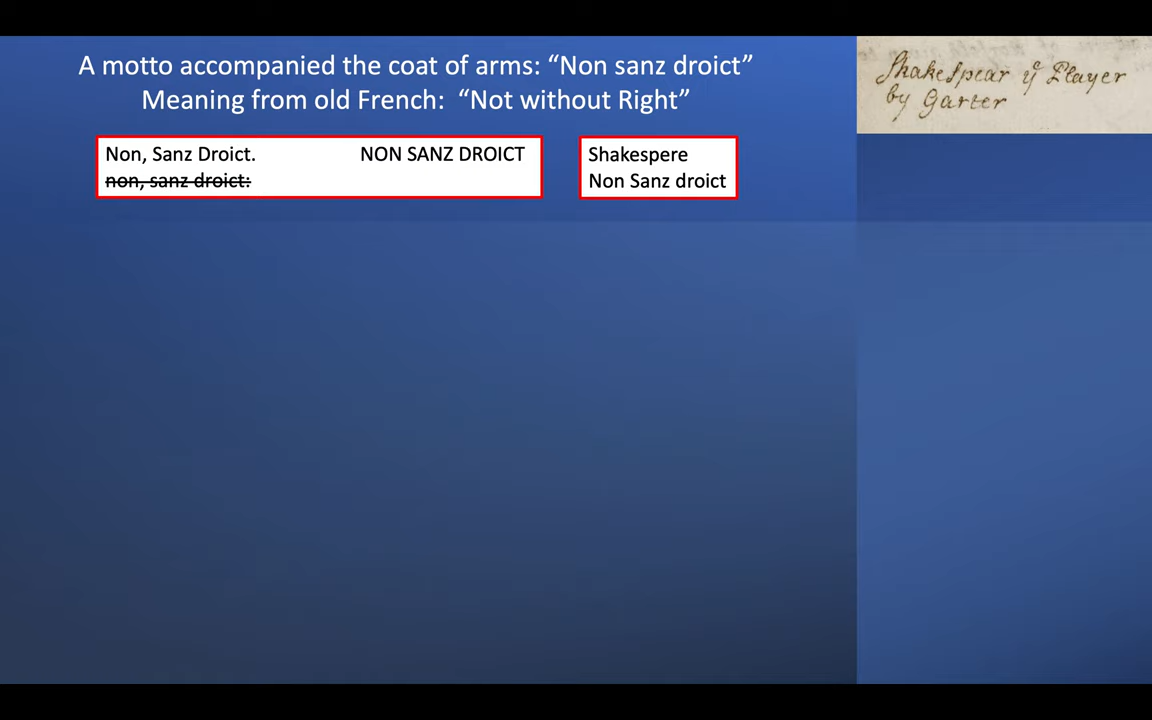 A motto accompanied the coat of arms: “Non sanz droict”
Meaning from old French: “Not without Right”
Non, Sanz Droict. NON SANZ DROICT
non, sanz droict:
Shakespere
Non Sanz droict
Shakespear ye Player
by Garter